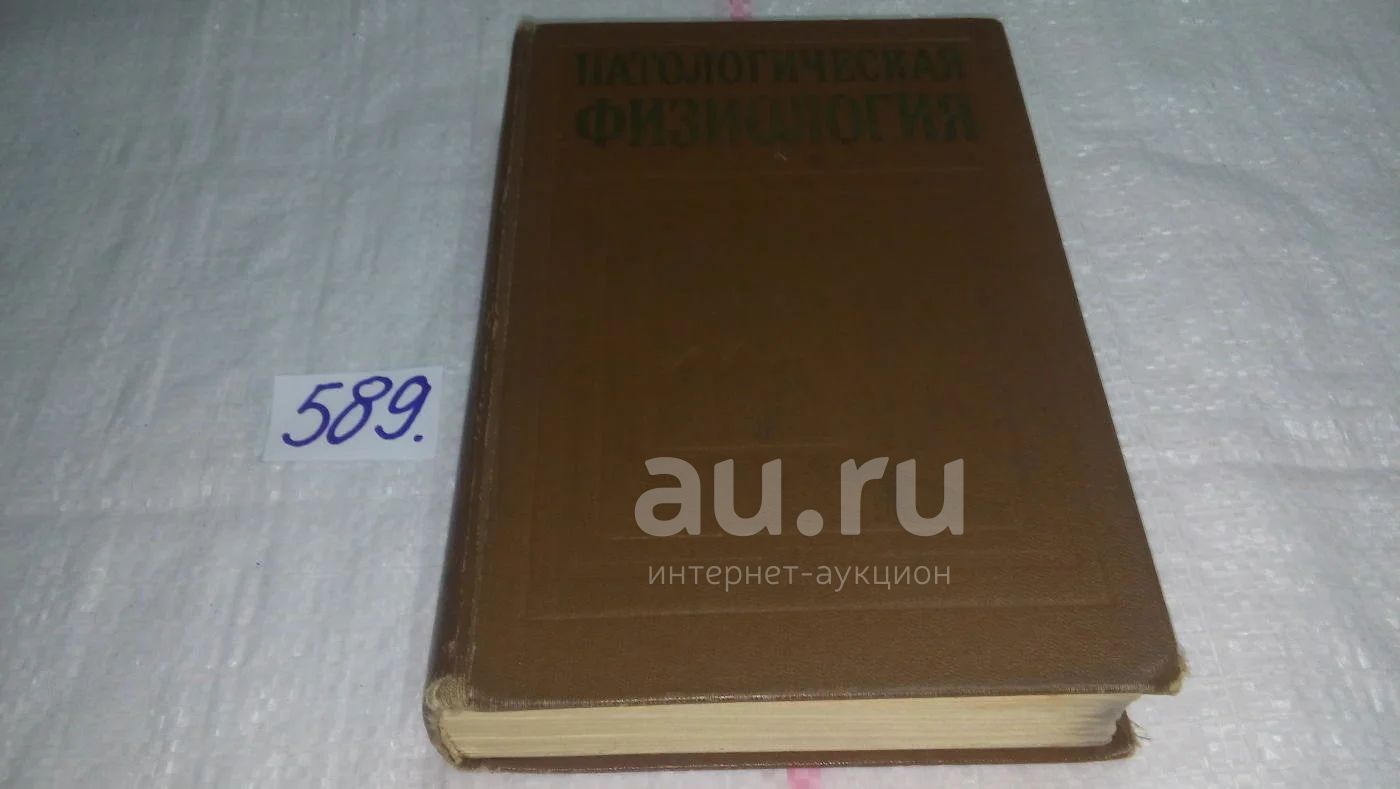 ПАТОЛОГИЧЕСКАЯ
ФИЗИОЛОГИЯ
589.
au.ru
интернет-аукцион